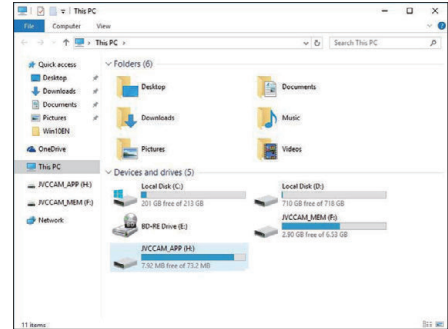 This PC
File Computer View
This PC
Search This PC
Quick access
Desktop
Downloads
Documents
Pictures
Win10EN
OneDrive
This PC
JVCCAM_APP (H:)
JVCCAM_MEM (F:)
Network
Folders (6)
Desktop
Documents
Downloads
Music
Pictures
Videos
Devices and drives (5)
Local Disk (C:)
201 GB free of 213 GB
Local Disk (D:)
710 GB free of 718 GB
BD-RE Drive (E:)
JVCCAM_MEM (F:)
2.90 GB free of 6.53 GB
JVCCAM_APP (H:)
7.92 MB free of 73.2 MB
11 items